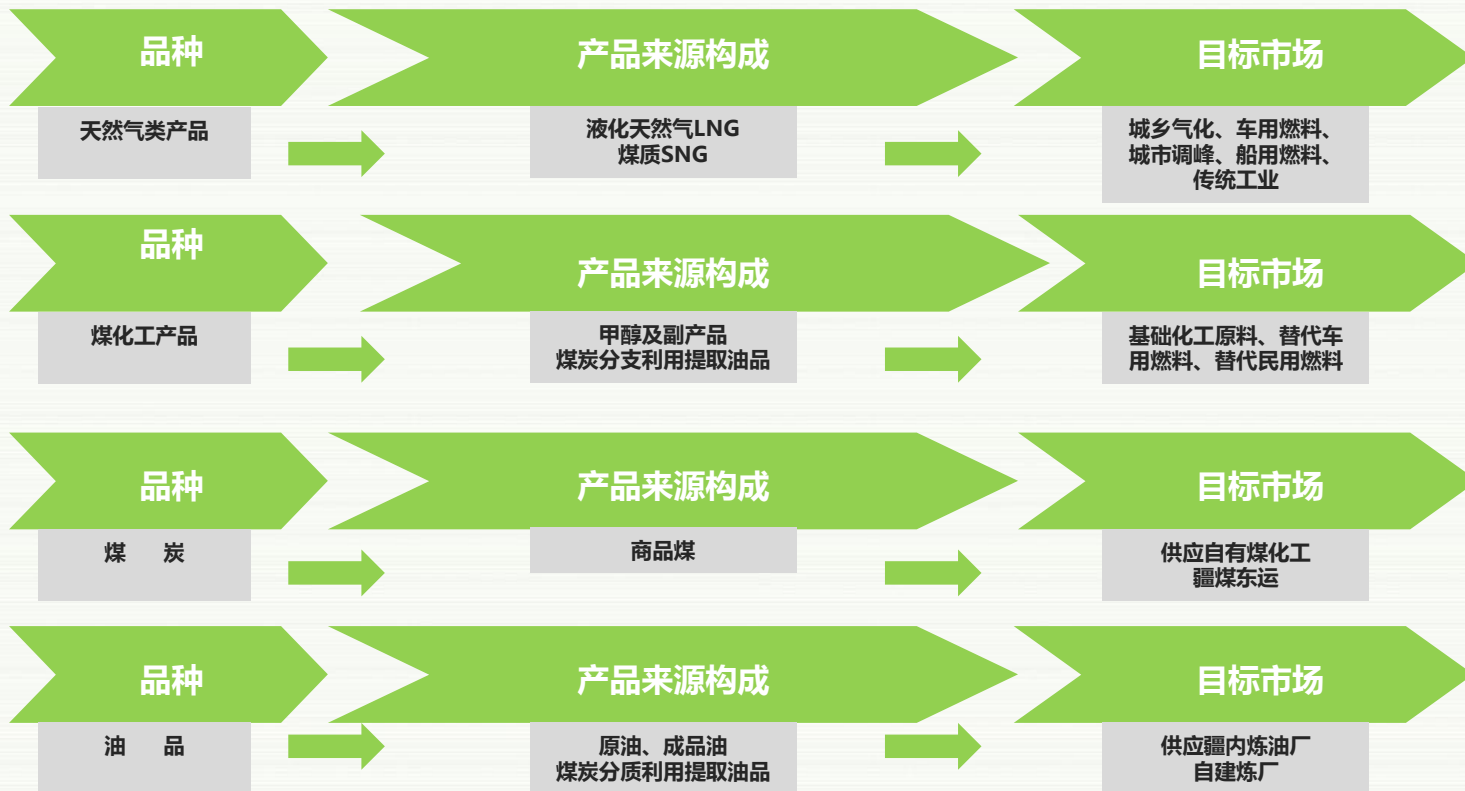 品种
产品来源构成
目标市场
天然气类产品
液化天然气LNG
煤质SNG
城乡气化、车用燃料、
城市调峰、船用燃料、
传统工业
品种
产品来源构成
目标市场
煤化工产品
甲醇及副产品
煤炭分支利用提取油品
基础化工原料、替代车
用燃料、替代民用燃料
品种
产品来源构成
目标市场
煤 炭
商品煤
供应自有煤化工
疆煤东运
品种
产品来源构成
目标市场
油 品
原油、成品油
煤炭分质利用提取油品
供应疆内炼油厂
自建炼厂